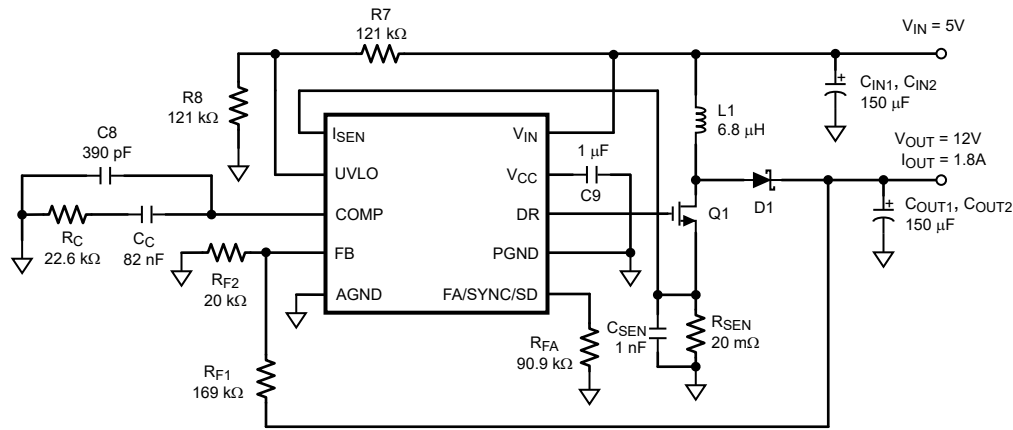 R7
121 kΩ
V_IN = 5V
R8
121 kΩ
C_IN1, C_IN2
150 μF
L1
6.8 μH
C8
390 pF
I_SEN
UVLO
COMP
FB
AGND
V_IN
V_CC
DR
PGND
FA/SYNC/SD
1 μF
C9
V_OUT = 12V
I_OUT = 1.8A
Q1
D1
C_OUT1, C_OUT2
150 μF
R_C
22.6 kΩ
C_C
82 nF
R_F2
20 kΩ
C_SEN
1 nF
R_SEN
20 mΩ
R_FA
90.9 kΩ
R_F1
169 kΩ
+
+